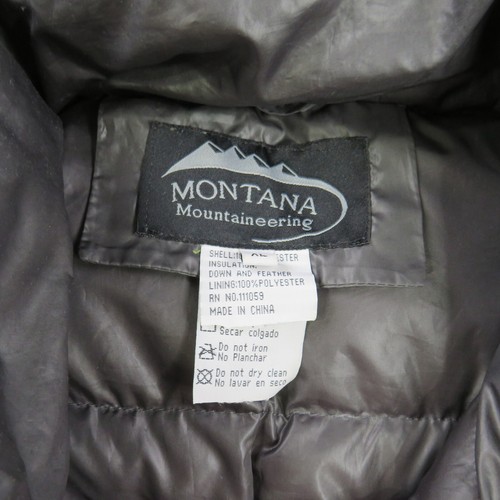 MONTANA
Mountaineering
INSULATION:
DOWN AND FEATHER
LINING:100%POLYESTER
RN NO.111059
MADE IN CHINA
Secar colgado
Do not iron
No Planchar
Do not dry clean
No lavar en seco